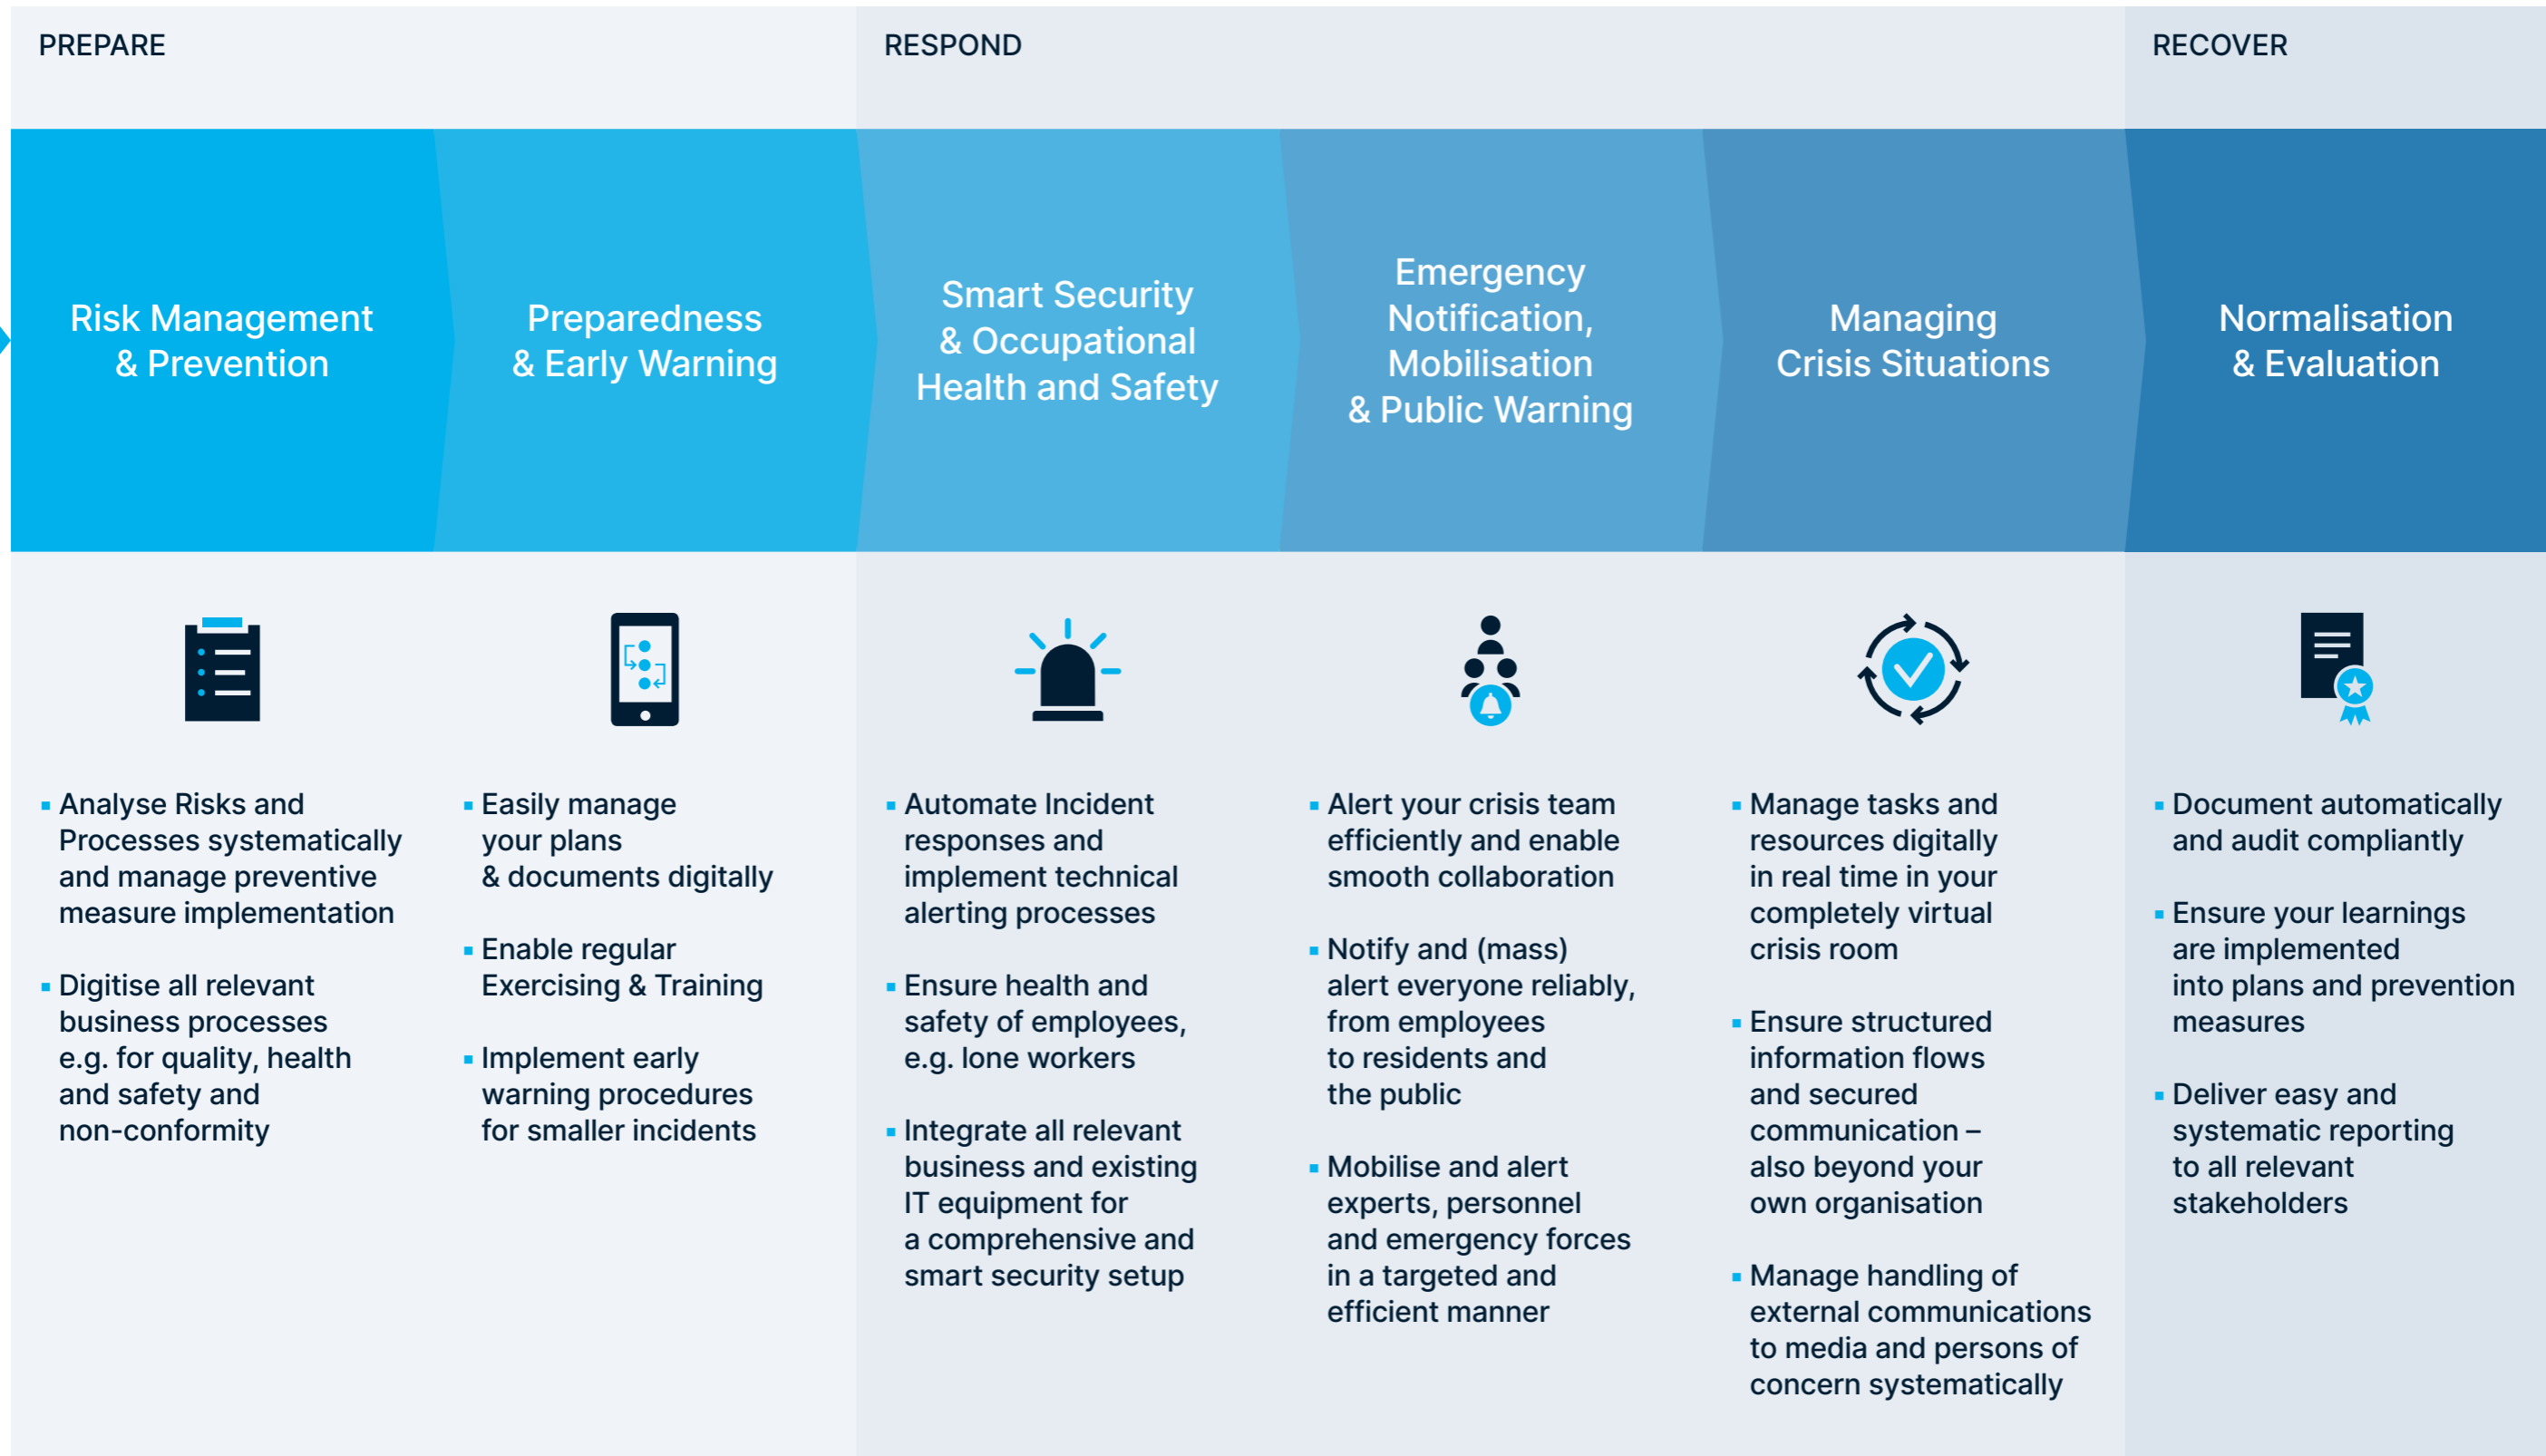 PREPARE
RESPOND
RECOVER
Risk Management
& Prevention
Preparedness
& Early Warning
Smart Security
& Occupational
Health and Safety
Emergency
Notification,
Mobilisation
& Public Warning
Managing
Crisis Situations
Normalisation
& Evaluation
Analyse Risks and
Processes systematically
and manage preventive
measure implementation
Digitise all relevant
business processes
e.g. for quality, health
and safety and
non-conformity
Easily manage
your plans
& documents digitally
Enable regular
Exercising & Training
Implement early
warning procedures
for smaller incidents
Automate Incident
responses and
implement technical
alerting processes
Ensure health and
safety of employees,
e.g. lone workers
Integrate all relevant
business and existing
IT equipment for
a comprehensive and
smart security setup
Alert your crisis team
efficiently and enable
smooth collaboration
Notify and (mass)
alert everyone reliably,
from employees
to residents and
the public
Mobilise and alert
experts, personnel
and emergency forces
in a targeted and
efficient manner
Manage tasks and
resources digitally
in real time in your
completely virtual
crisis room
Ensure structured
information flows
and secured
communication –
also beyond your
own organisation
Manage handling of
external communications
to media and persons of
concern systematically
Document automatically
and audit compliantly
Ensure your learnings
are implemented
into plans and prevention
measures
Deliver easy and
systematic reporting
to all relevant
stakeholders